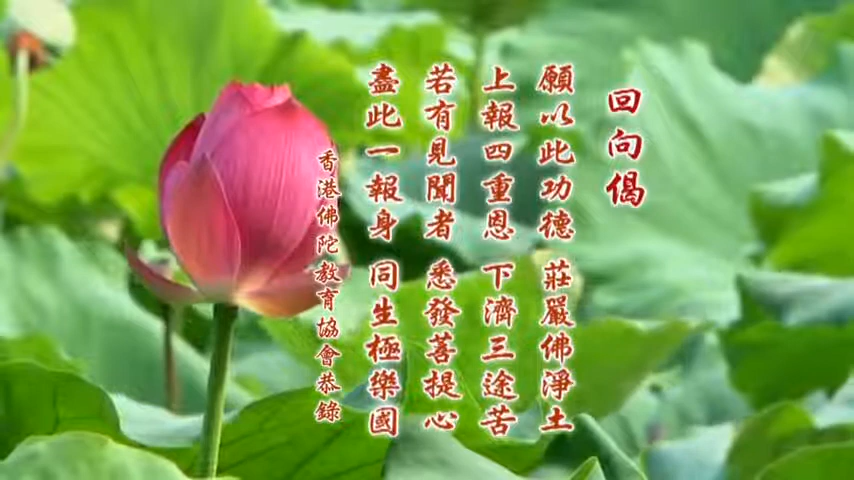 回向偈
願以此功德 莊嚴佛淨土
上報四重恩 下濟三途苦
若有見聞者 悉發菩提心
盡此一報身 同生極樂國
香港佛陀教育協會恭錄